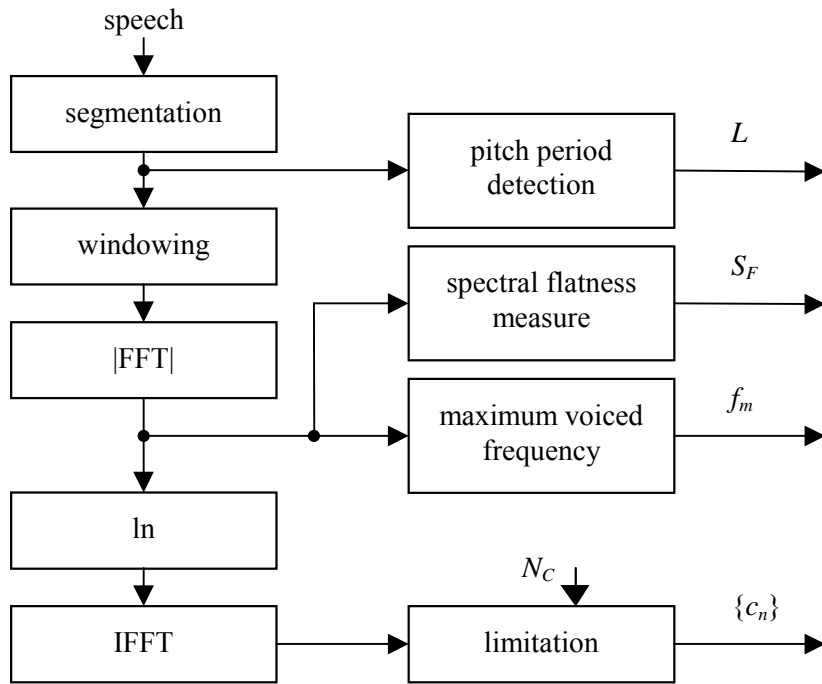 speech
segmentation
pitch period
detection
L
windowing
spectral flatness
measure
S_F
|FFT|
maximum voiced
frequency
f_m
ln
N_C
IFFT
limitation
{c_n}